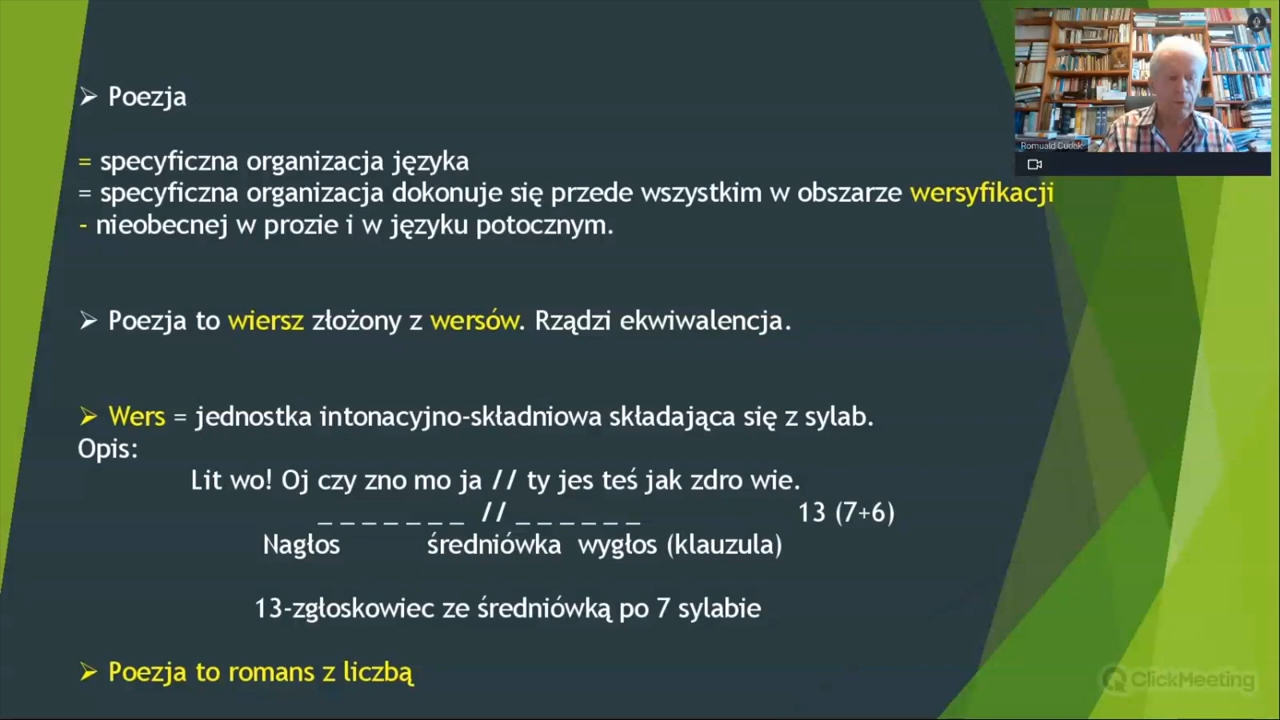 ➢ Poezja
= specyficzna organizacja języka
= specyficzna organizacja dokonuje się przede wszystkim w obszarze wersyfikacji
- nieobecnej w prozie i w języku potocznym.
➢ Poezja to wiersz złożony z wersów. Rządzi ekwiwalencja.
➢ Wers = jednostka intonacyjno-składniowa składająca się z sylab.
Opis:
Lit wo! Oj czy zno mo ja // ty jes teś jak zdro wie.
_ _ _ _ _ _ _ // _ _ _ _ _ _ 13 (7+6)
Nagłos średniówka wygłos (klauzula)
13-zgłoskowiec ze średniówką po 7 sylabie
➢ Poezja to romans z liczbą
Romuald Cudak
ClickMeeting